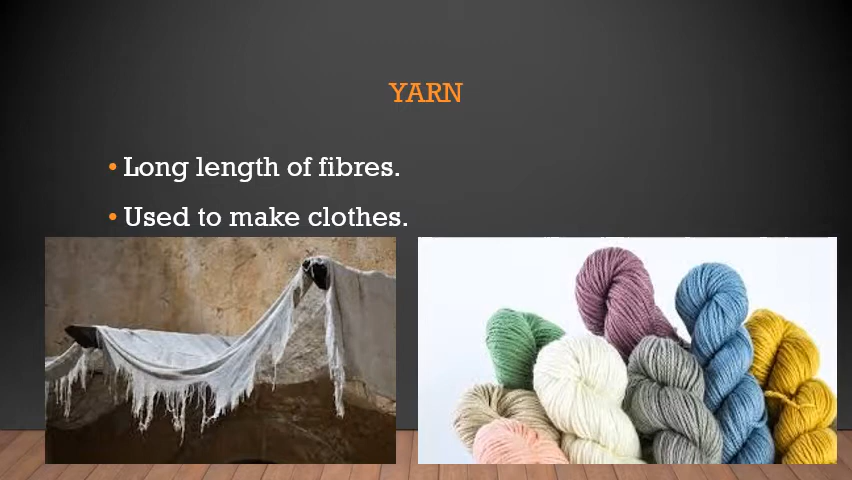 YARN
• Long length of fibres.
• Used to make clothes.